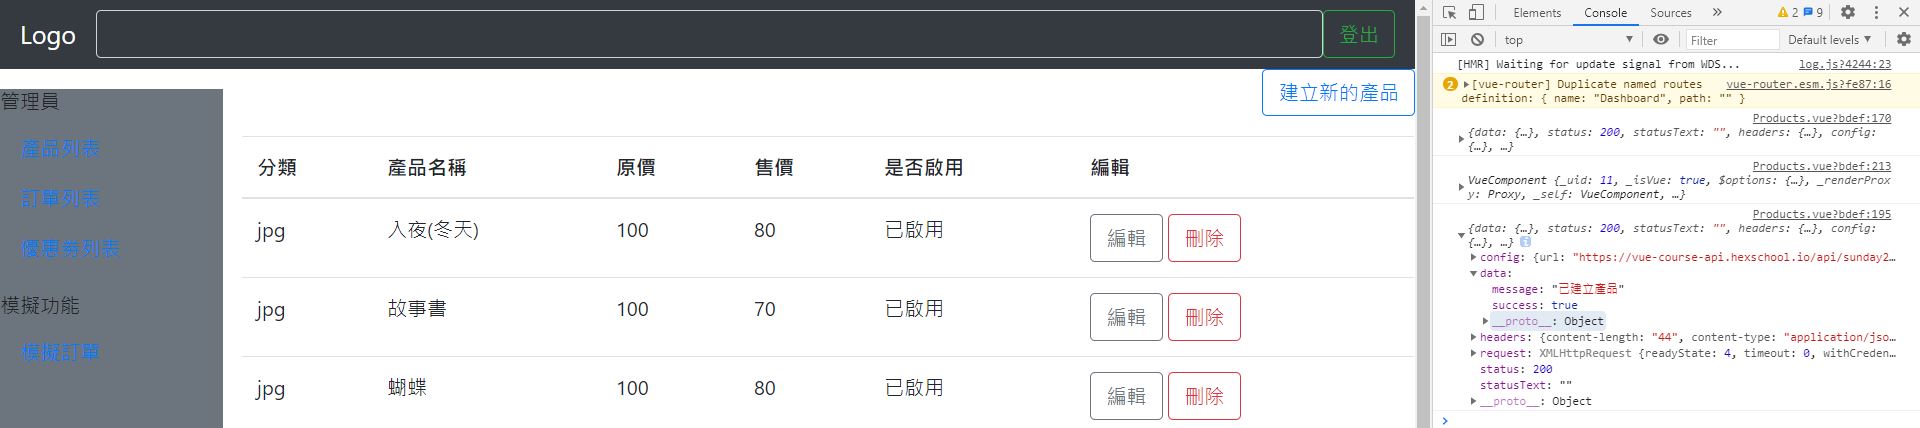 Logo
登出
建立新的產品
管理員
產品列表
訂單列表
優惠券列表
模擬功能
模擬訂單
分類 產品名稱 原價 售價 是否啟用 編輯
jpg 入夜(冬天) 100 80 已啟用 編輯 刪除
jpg 故事書 100 70 已啟用 編輯 刪除
jpg 蝴蝶 100 80 已啟用 編輯 刪除
Elements Console Sources » 2 9
top Filter Default levels
[HMR] Waiting for update signal from WDS... log.js?4244:23
2 [vue-router] Duplicate named routes vue-router.esm.js?fe87:16
definition: { name: "Dashboard", path: "" }
Products.vue?bdef:170
{data: {…}, status: 200, statusText: "", headers: {…}, config:
{…}, …}
Products.vue?bdef:213
VueComponent {_uid: 11, _isVue: true, $options: {…}, _renderProx
y: Proxy, _self: VueComponent, …}
Products.vue?bdef:195
{data: {…}, status: 200, statusText: "", headers: {…}, config:
{…}, …} i
config: {url: "https://vue-course-api.hexschool.io/api/sunday2…
data:
message: "已建立產品"
success: true
__proto__: Object
headers: {content-length: "44", content-type: "application/jso…
request: XMLHttpRequest {readyState: 4, timeout: 0, withCreden…
status: 200
statusText: ""
__proto__: Object